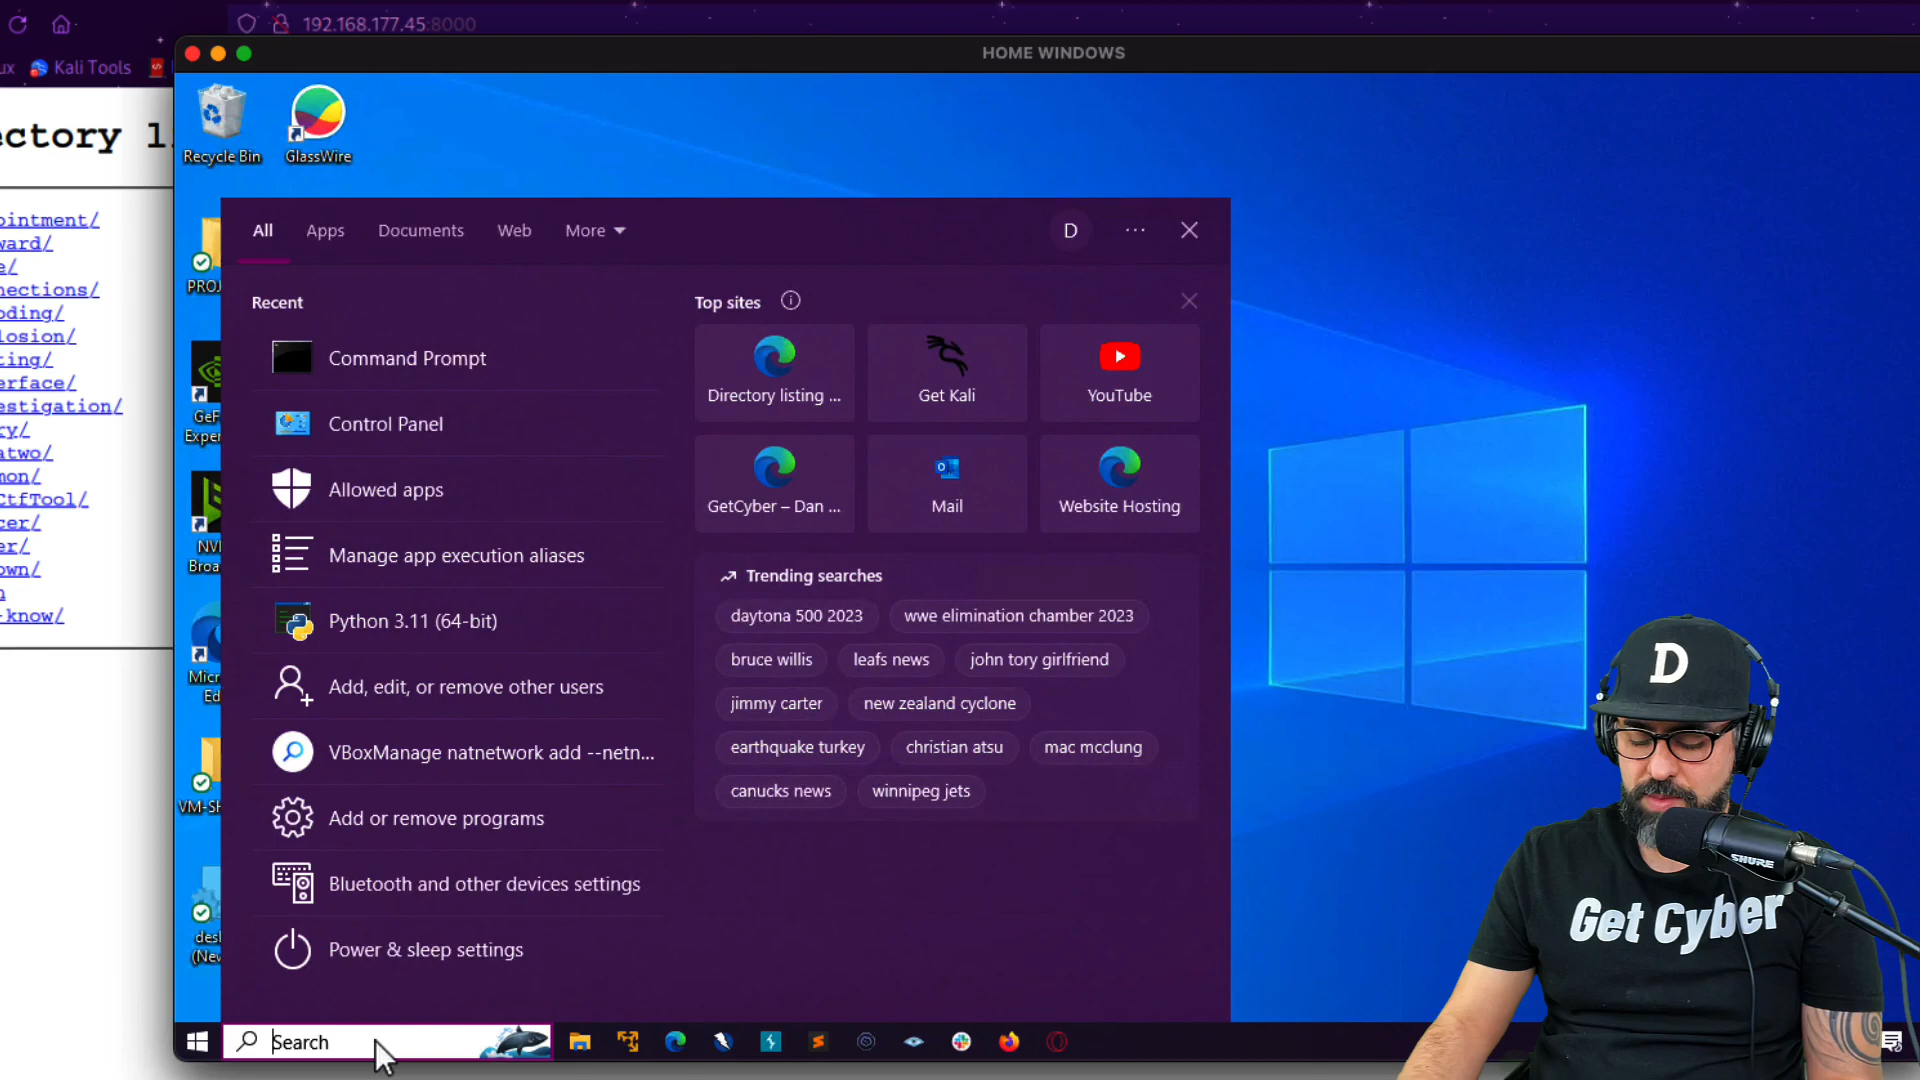 192.168.177.45:8000
HOME WINDOWS
ux Kali Tools
ectory l
Recycle Bin
GlassWire
ointment/
ward/
e/
nections/
oding/
losion/
ting/
erface/
estigation/
ry/
atwo/
mon/
CtfTool/
cer/
er/
own/
n
-know/
PROJ
GeF
Exper
NVI
Broa
Micr
Ed
VM-SH
desl
(New
All Apps Documents Web More D
Recent
Command Prompt
Control Panel
Allowed apps
Manage app execution aliases
Python 3.11 (64-bit)
Add, edit, or remove other users
VBoxManage natnetwork add --netn...
Add or remove programs
Bluetooth and other devices settings
Power & sleep settings
Top sites
Directory listing ...
Get Kali
YouTube
GetCyber – Dan ...
Mail
Website Hosting
Trending searches
daytona 500 2023
wwe elimination chamber 2023
bruce willis
leafs news
john tory girlfriend
jimmy carter
new zealand cyclone
earthquake turkey
christian atsu
mac mcclung
canucks news
winnipeg jets
Search
D
SHURE
Get Cyber